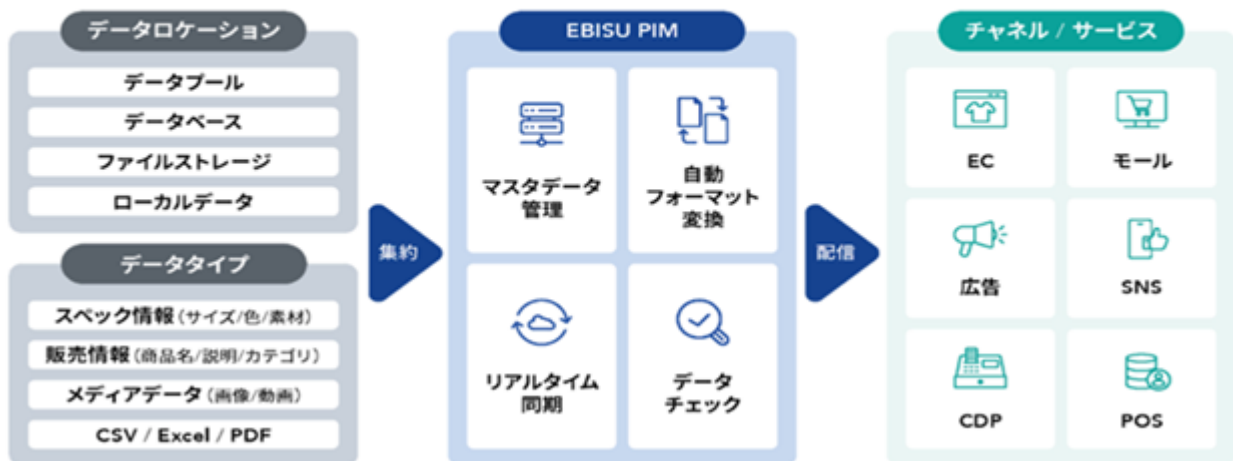 データロケーション
データプール
データベース
ファイルストレージ
ローカルデータ
データタイプ
スペック情報(サイズ/色/素材)
販売情報(商品名/説明/カテゴリ)
メディアデータ(画像/動画)
CSV / Excel / PDF
集約
EBISU PIM
マスタデータ
管理
自動
フォーマット
変換
リアルタイム
同期
データ
チェック
配信
チャネル / サービス
EC
モール
広告
SNS
CDP
POS